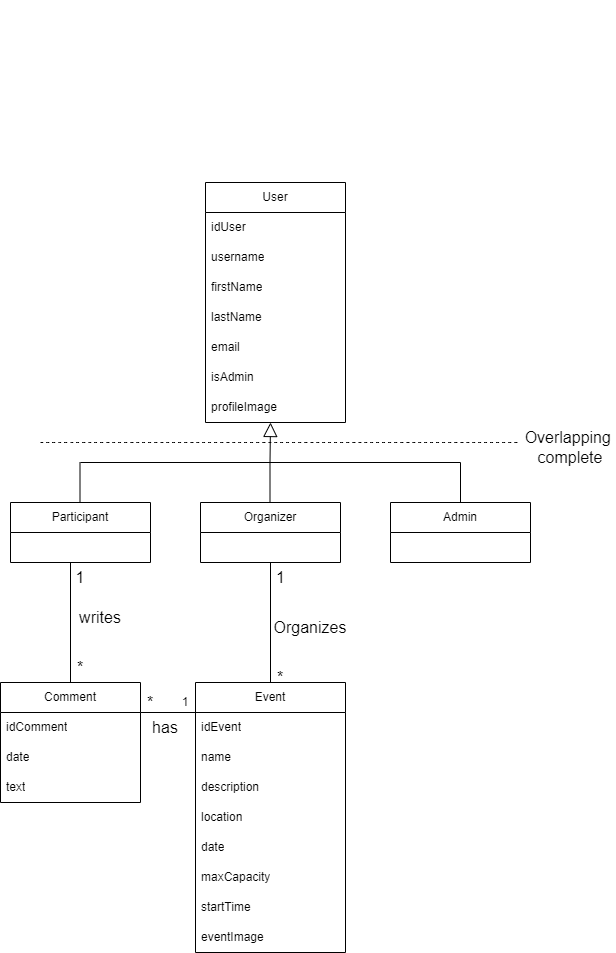 User
idUser
username
firstName
lastName
email
isAdmin
profileImage
Overlapping
complete
Participant
Organizer
Admin
1
1
writes
Organizes
*
*
Comment
* 1
Event
idComment
has
idEvent
date
name
text
description
location
date
maxCapacity
startTime
eventImage